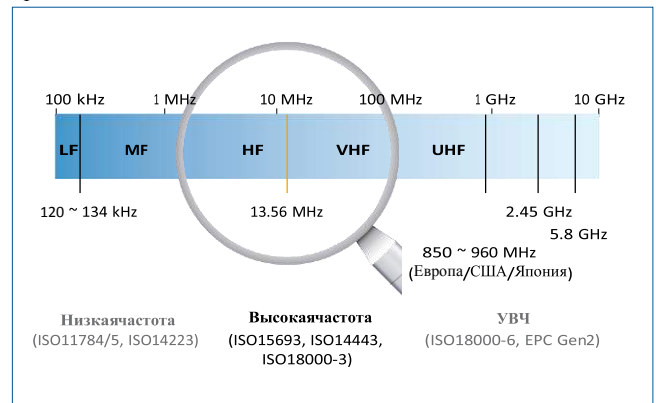 100 kHz 1 MHz 10 MHz 100 MHz 1 GHz 10 GHz
LF MF HF VHF UHF
120 ~ 134 kHz 13.56 MHz 2.45 GHz
5.8 GHz
850 ~ 960 MHz
(Европа/США/Япония)
Низкаячастота Высокаячастота УВЧ
(ISO11784/5, ISO14223) (ISO15693, ISO14443, (ISO18000-6, EPC Gen2)
ISO18000-3)